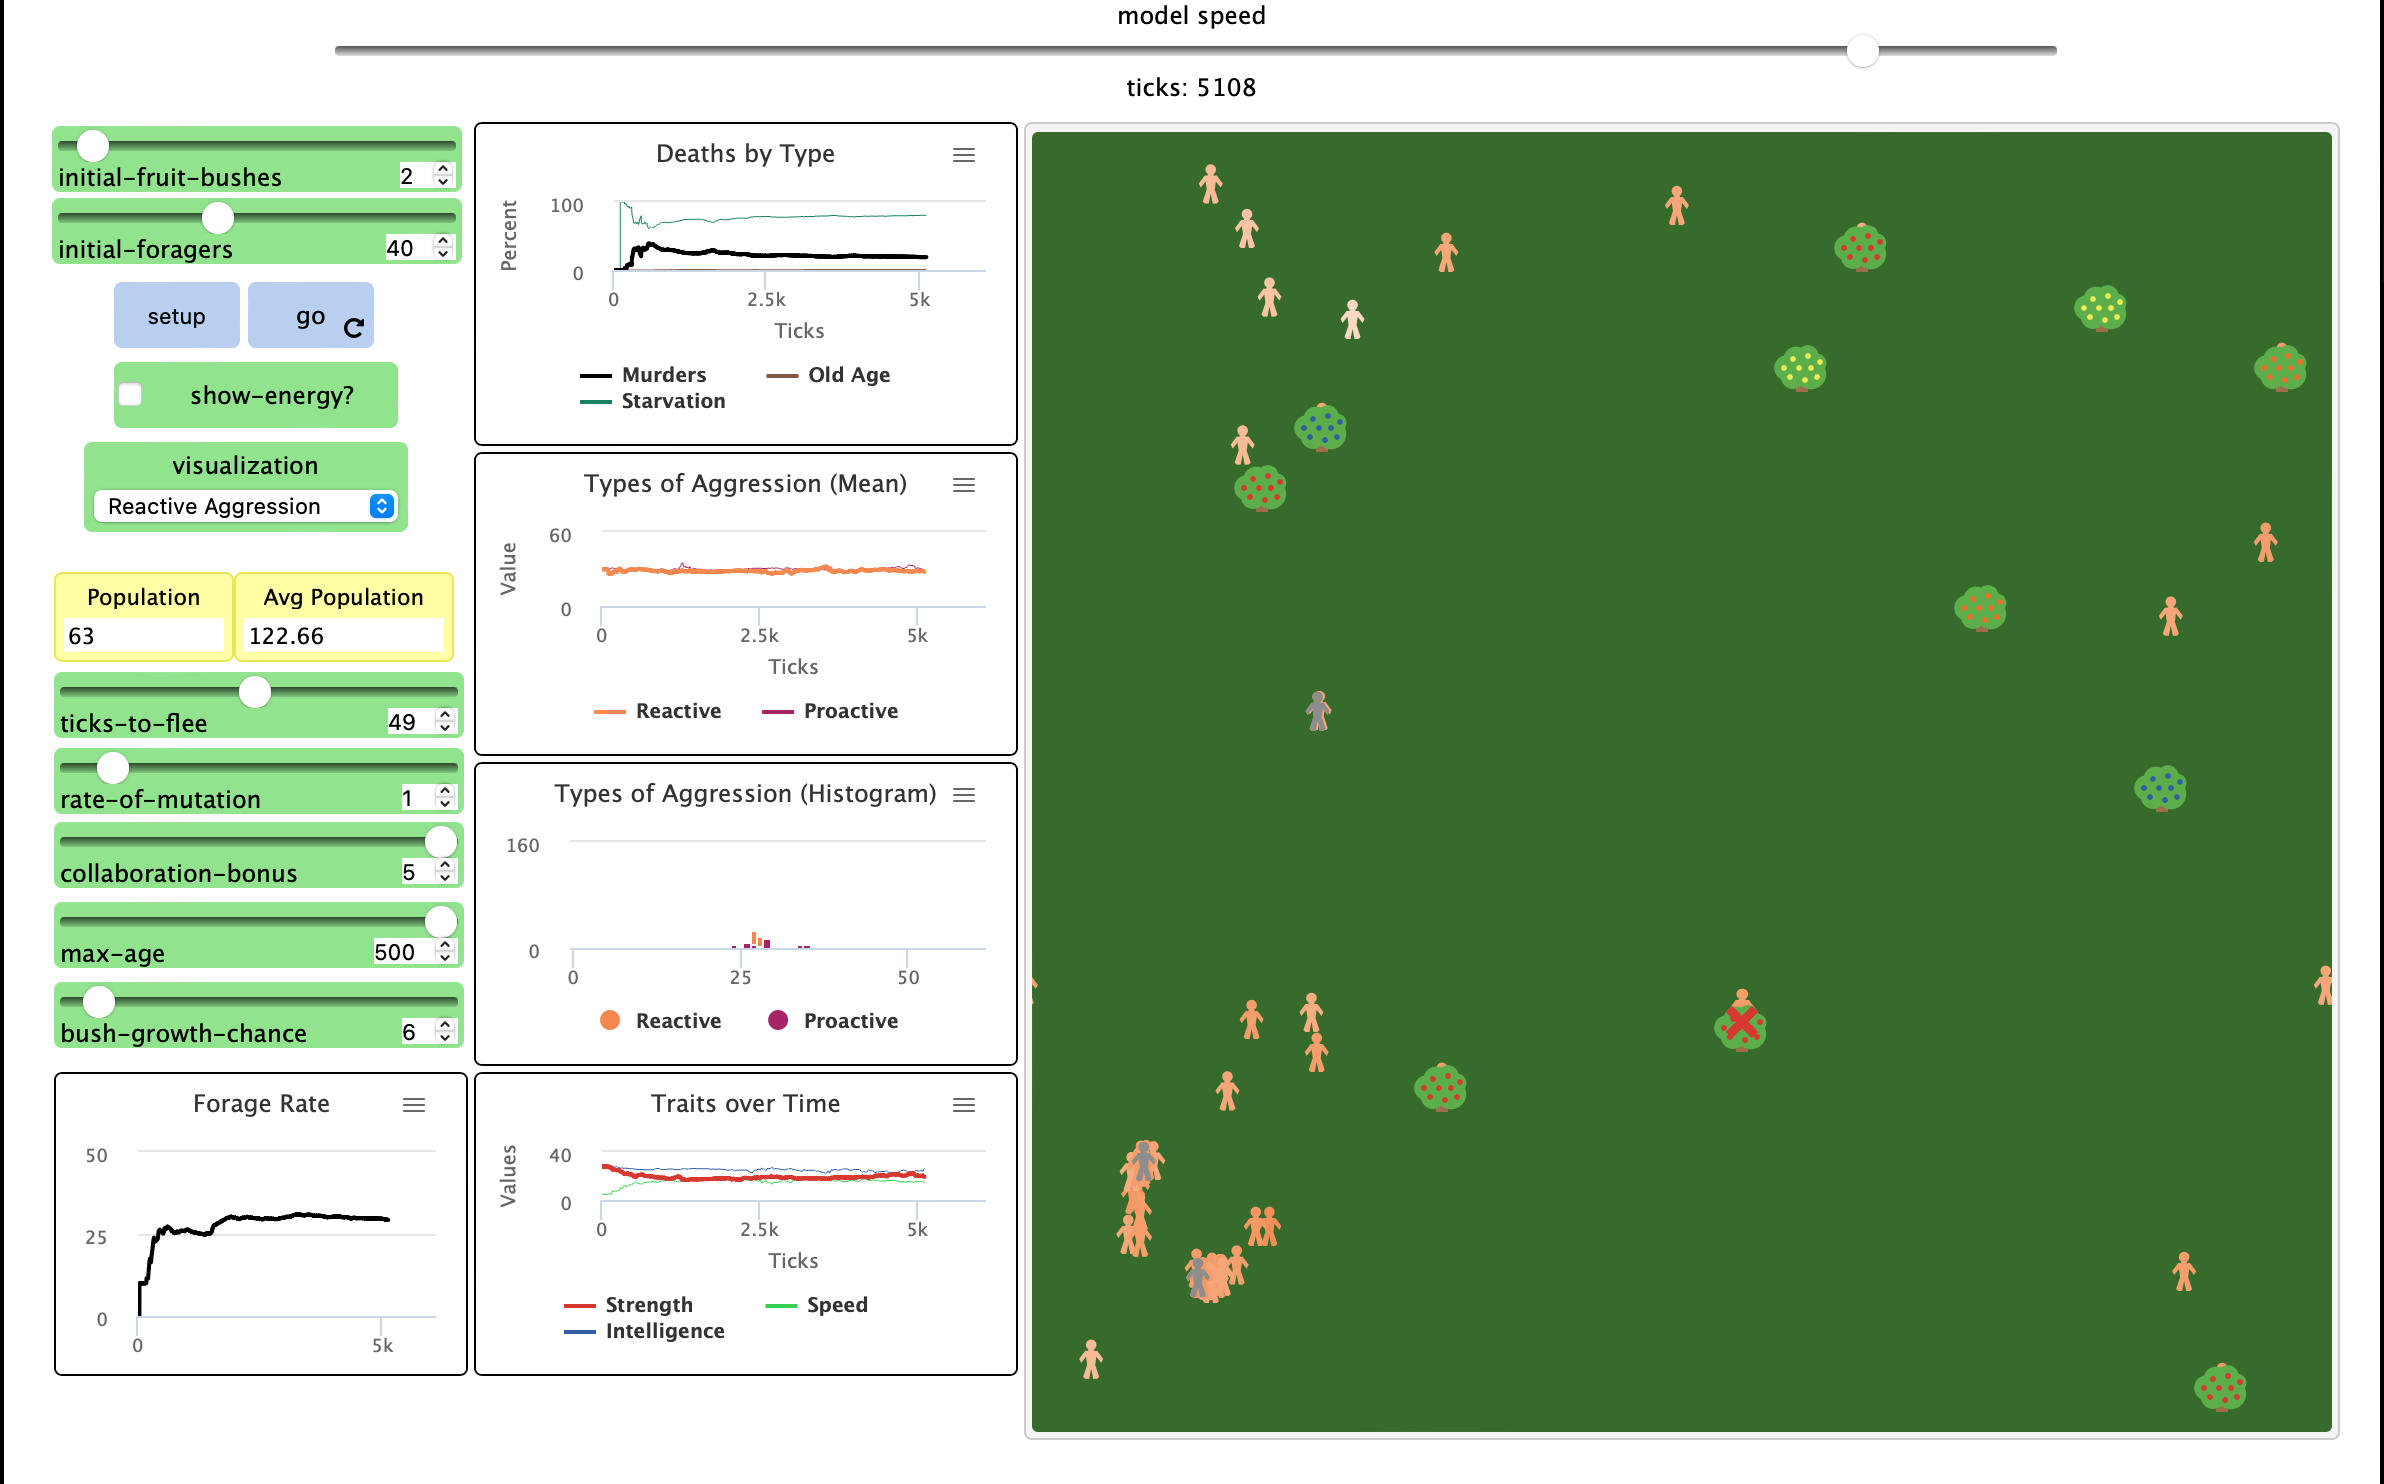 model speed
ticks: 5108
initial-fruit-bushes 2
initial-foragers 40
setup go
show-energy?
visualization
Reactive Aggression
Population Avg Population
63 122.66
ticks-to-flee 49
rate-of-mutation 1
collaboration-bonus 5
max-age 500
bush-growth-chance 6
Forage Rate
50
25
0
0 5k
Deaths by Type
Percent
100
0
0 2.5k 5k
Ticks
Murders Old Age
Starvation
Types of Aggression (Mean)
Value
60
0
0 2.5k 5k
Ticks
Reactive Proactive
Types of Aggression (Histogram)
160
0
0 25 50
Reactive Proactive
Traits over Time
Values
40
0
0 2.5k 5k
Ticks
Strength Speed
Intelligence